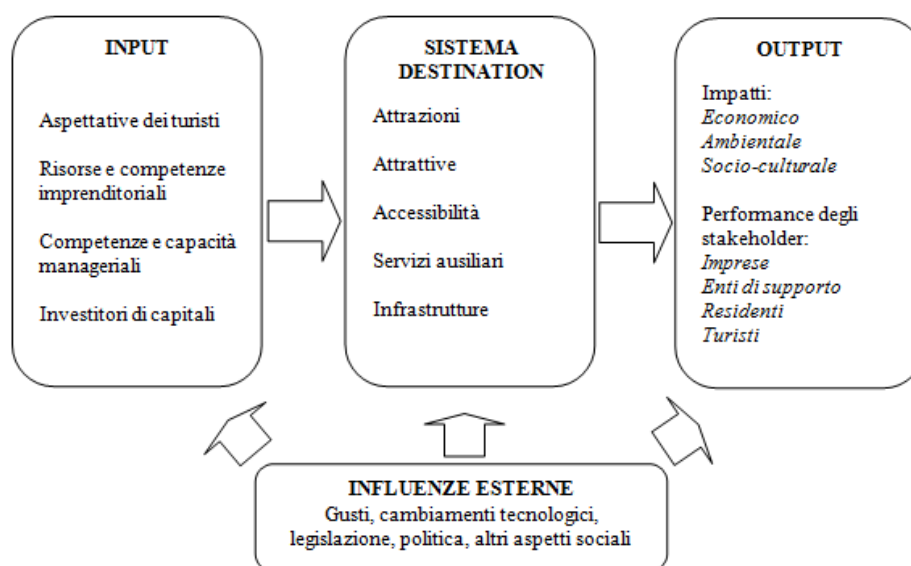 INPUT
Aspettative dei turisti
Risorse e competenze
imprenditoriali
Competenze e capacità
manageriali
Investitori di capitali
SISTEMA
DESTINATION
Attrazioni
Attrattive
Accessibilità
Servizi ausiliari
Infrastrutture
OUTPUT
Impatti:
Economico
Ambientale
Socio-culturale
Performance degli
stakeholder:
Imprese
Enti di supporto
Residenti
Turisti
INFLUENZE ESTERNE
Gusti, cambiamenti tecnologici,
legislazione, politica, altri aspetti sociali